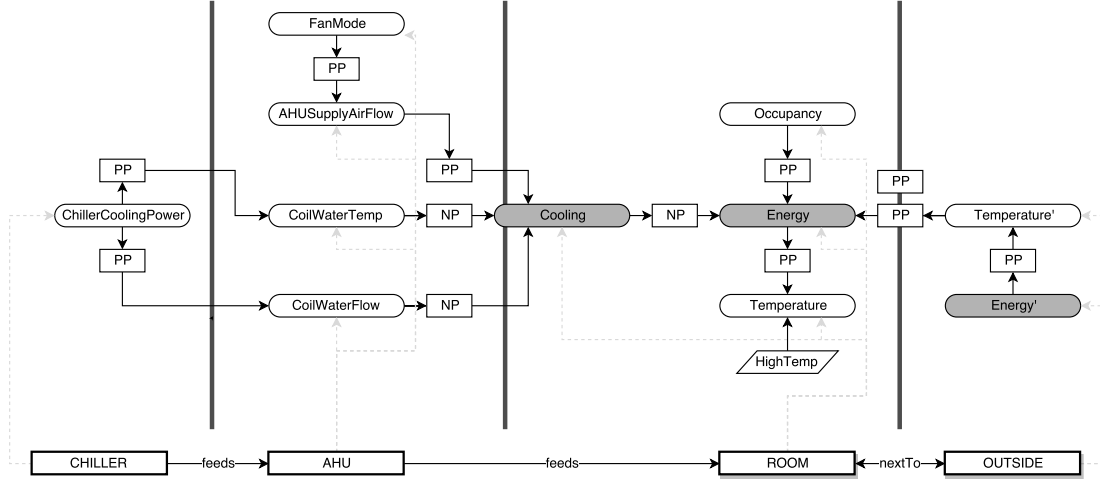 FanMode
PP
AHUSupplyAirFlow
Occupancy
PP
PP
PP
PP
ChillerCoolingPower
CoilWaterTemp
NP
Cooling
NP
Energy
PP
Temperature'
PP
PP
PP
CoilWaterFlow
NP
Temperature
Energy'
HighTemp
CHILLER
feeds
AHU
feeds
ROOM
nextTo
OUTSIDE